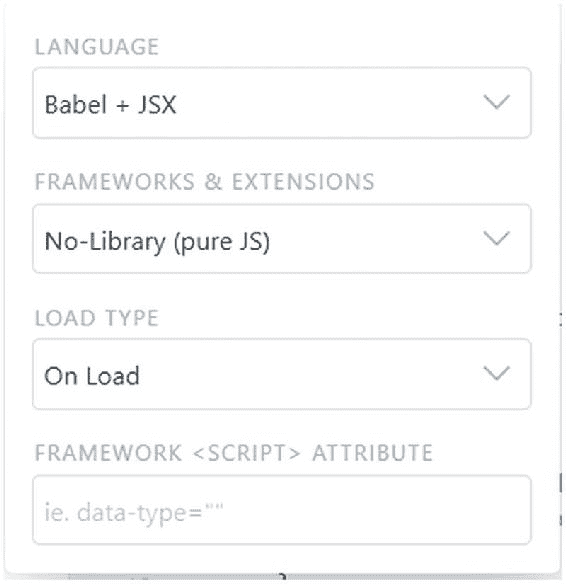 LANGUAGE
Babel + JSX
FRAMEWORKS & EXTENSIONS
No-Library (pure JS)
LOAD TYPE
On Load
FRAMEWORK <SCRIPT> ATTRIBUTE
ie. data-type=""